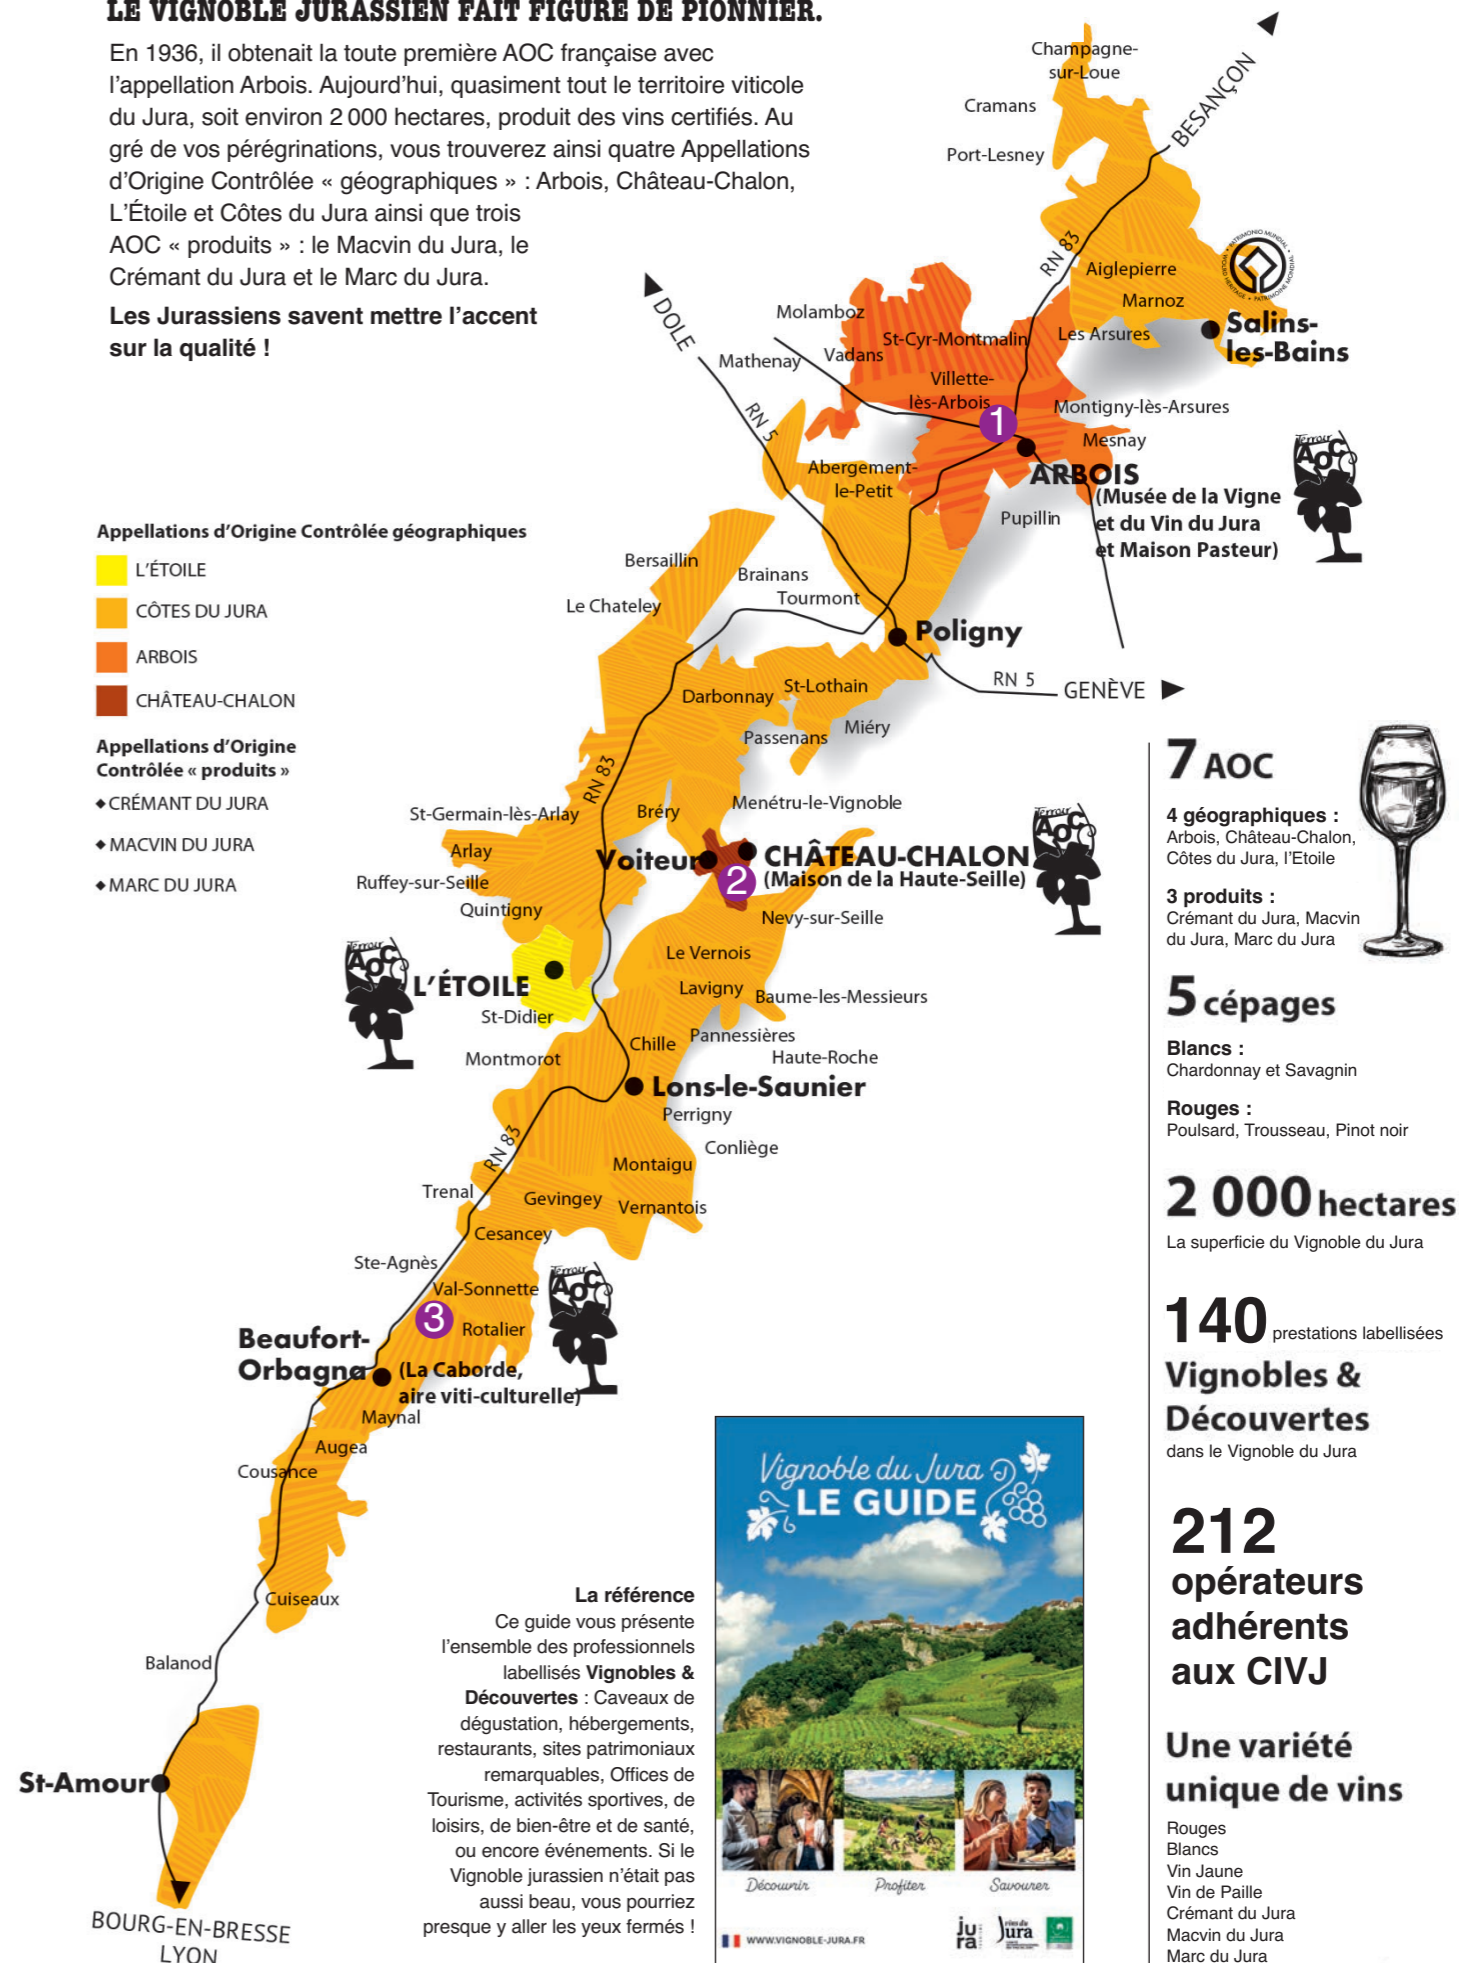 LE VIGNOBLE JURASSIEN FAIT FIGURE DE PIONNIER.
En 1936, il obtenait la toute première AOC française avec
l'appellation Arbois. Aujourd'hui, quasiment tout le territoire viticole
du Jura, soit environ 2 000 hectares, produit des vins certifiés. Au
gré de vos pérégrinations, vous trouverez ainsi quatre Appellations
d'Origine Contrôlée « géographiques » : Arbois, Château-Chalon,
L'Étoile et Côtes du Jura ainsi que trois
AOC « produits » : le Macvin du Jura, le
Crémant du Jura et le Marc du Jura.
Les Jurassiens savent mettre l'accent
sur la qualité !
Appellations d'Origine Contrôlée géographiques
L'ÉTOILE
CÔTES DU JURA
ARBOIS
CHÂTEAU-CHALON
Appellations d'Origine
Contrôlée « produits »
CRÉMANT DU JURA
MACVIN DU JURA
MARC DU JURA
Champagne-
sur-Loue
Cramans
Port-Lesney
BESANÇON
RN 83
Aiglepierre
Marnoz
PATRIMONIO MUNDIAL • WORLD HERITAGE • PATRIMOINE MONDIAL
Salins-
les-Bains
Les Arsures
DOLE
RN 5
Molamboz
Mathenay
Vadans
St-Cyr-Montmalin
Villette-
lès-Arbois
1
Montigny-lès-Arsures
Mesnay
ARBOIS
(Musée de la Vigne
et du Vin du Jura
et Maison Pasteur)
Terroir
AOC
Abergement-
le-Petit
Pupillin
Bersaillin
Brainans
Tourmont
Le Chateley
Poligny
RN 5
GENÈVE
Darbonnay
St-Lothain
Passenans
Miéry
RN 83
St-Germain-lès-Arlay
Bréry
Menétru-le-Vignoble
Arlay
Voiteur
CHÂTEAU-CHALON
(Maison de la Haute-Seille)
2
Terroir
AOC
Ruffey-sur-Seille
Quintigny
Nevy-sur-Seille
Le Vernois
Terroir
AOC
L'ÉTOILE
Lavigny
Baume-les-Messieurs
St-Didier
Chille
Pannessières
Montmorot
Haute-Roche
Lons-le-Saunier
Perrigny
RN 83
Conliège
Montaigu
Trenal
Gevingey
Vernantois
Cesancey
Ste-Agnès
Val-Sonnette
Terroir
AOC
3
Rotalier
Beaufort-
Orbagna
(La Caborde,
aire viti-culturelle)
Maynal
Augea
Cousance
Cuiseaux
Balanod
St-Amour
BOURG-EN-BRESSE
LYON
La référence
Ce guide vous présente
l'ensemble des professionnels
labellisés Vignobles &
Découvertes : Caveaux de
dégustation, hébergements,
restaurants, sites patrimoniaux
remarquables, Offices de
Tourisme, activités sportives, de
loisirs, de bien-être et de santé,
ou encore événements. Si le
Vignoble jurassien n'était pas
aussi beau, vous pourriez
presque y aller les yeux fermés !
Vignoble du Jura
LE GUIDE
Découvrir
Profiter
Savourer
WWW.VIGNOBLE-JURA.FR
jura
vins du
Jura
7 AOC
4 géographiques :
Arbois, Château-Chalon,
Côtes du Jura, l'Etoile
3 produits :
Crémant du Jura, Macvin
du Jura, Marc du Jura
5 cépages
Blancs :
Chardonnay et Savagnin
Rouges :
Poulsard, Trousseau, Pinot noir
2 000 hectares
La superficie du Vignoble du Jura
140 prestations labellisées
Vignobles &
Découvertes
dans le Vignoble du Jura
212
opérateurs
adhérents
aux CIVJ
Une variété
unique de vins
Rouges
Blancs
Vin Jaune
Vin de Paille
Crémant du Jura
Macvin du Jura
Marc du Jura